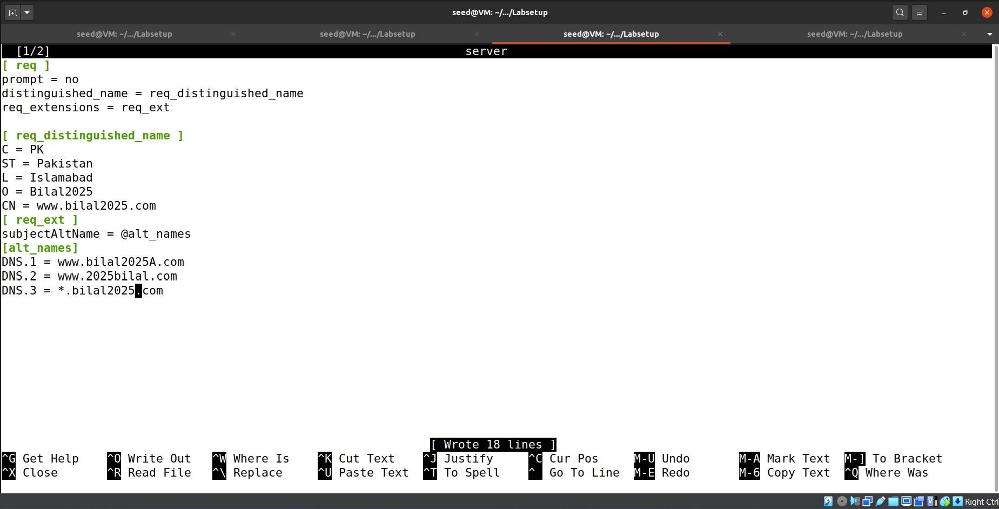 seed@VM: ~/.../Labsetup
seed@VM: ~/.../Labsetup
seed@VM: ~/.../Labsetup
seed@VM: ~/.../Labsetup
seed@VM: ~/.../Labsetup
[1/2] server
[ req ]
prompt = no
distinguished_name = req_distinguished_name
req_extensions = req_ext
[ req_distinguished_name ]
C = PK
ST = Pakistan
L = Islamabad
O = Bilal2025
CN = www.bilal2025.com
[ req_ext ]
subjectAltName = @alt_names
[alt_names]
DNS.1 = www.bilal2025A.com
DNS.2 = www.2025bilal.com
DNS.3 = *.bilal2025.com
[ Wrote 18 lines ]
^G Get Help ^O Write Out ^W Where Is ^K Cut Text ^J Justify ^C Cur Pos M-U Undo M-A Mark Text M-] To Bracket
^X Close ^R Read File ^\ Replace ^U Paste Text ^T To Spell ^_ Go To Line M-E Redo M-6 Copy Text ^Q Where Was
Right Ctrl